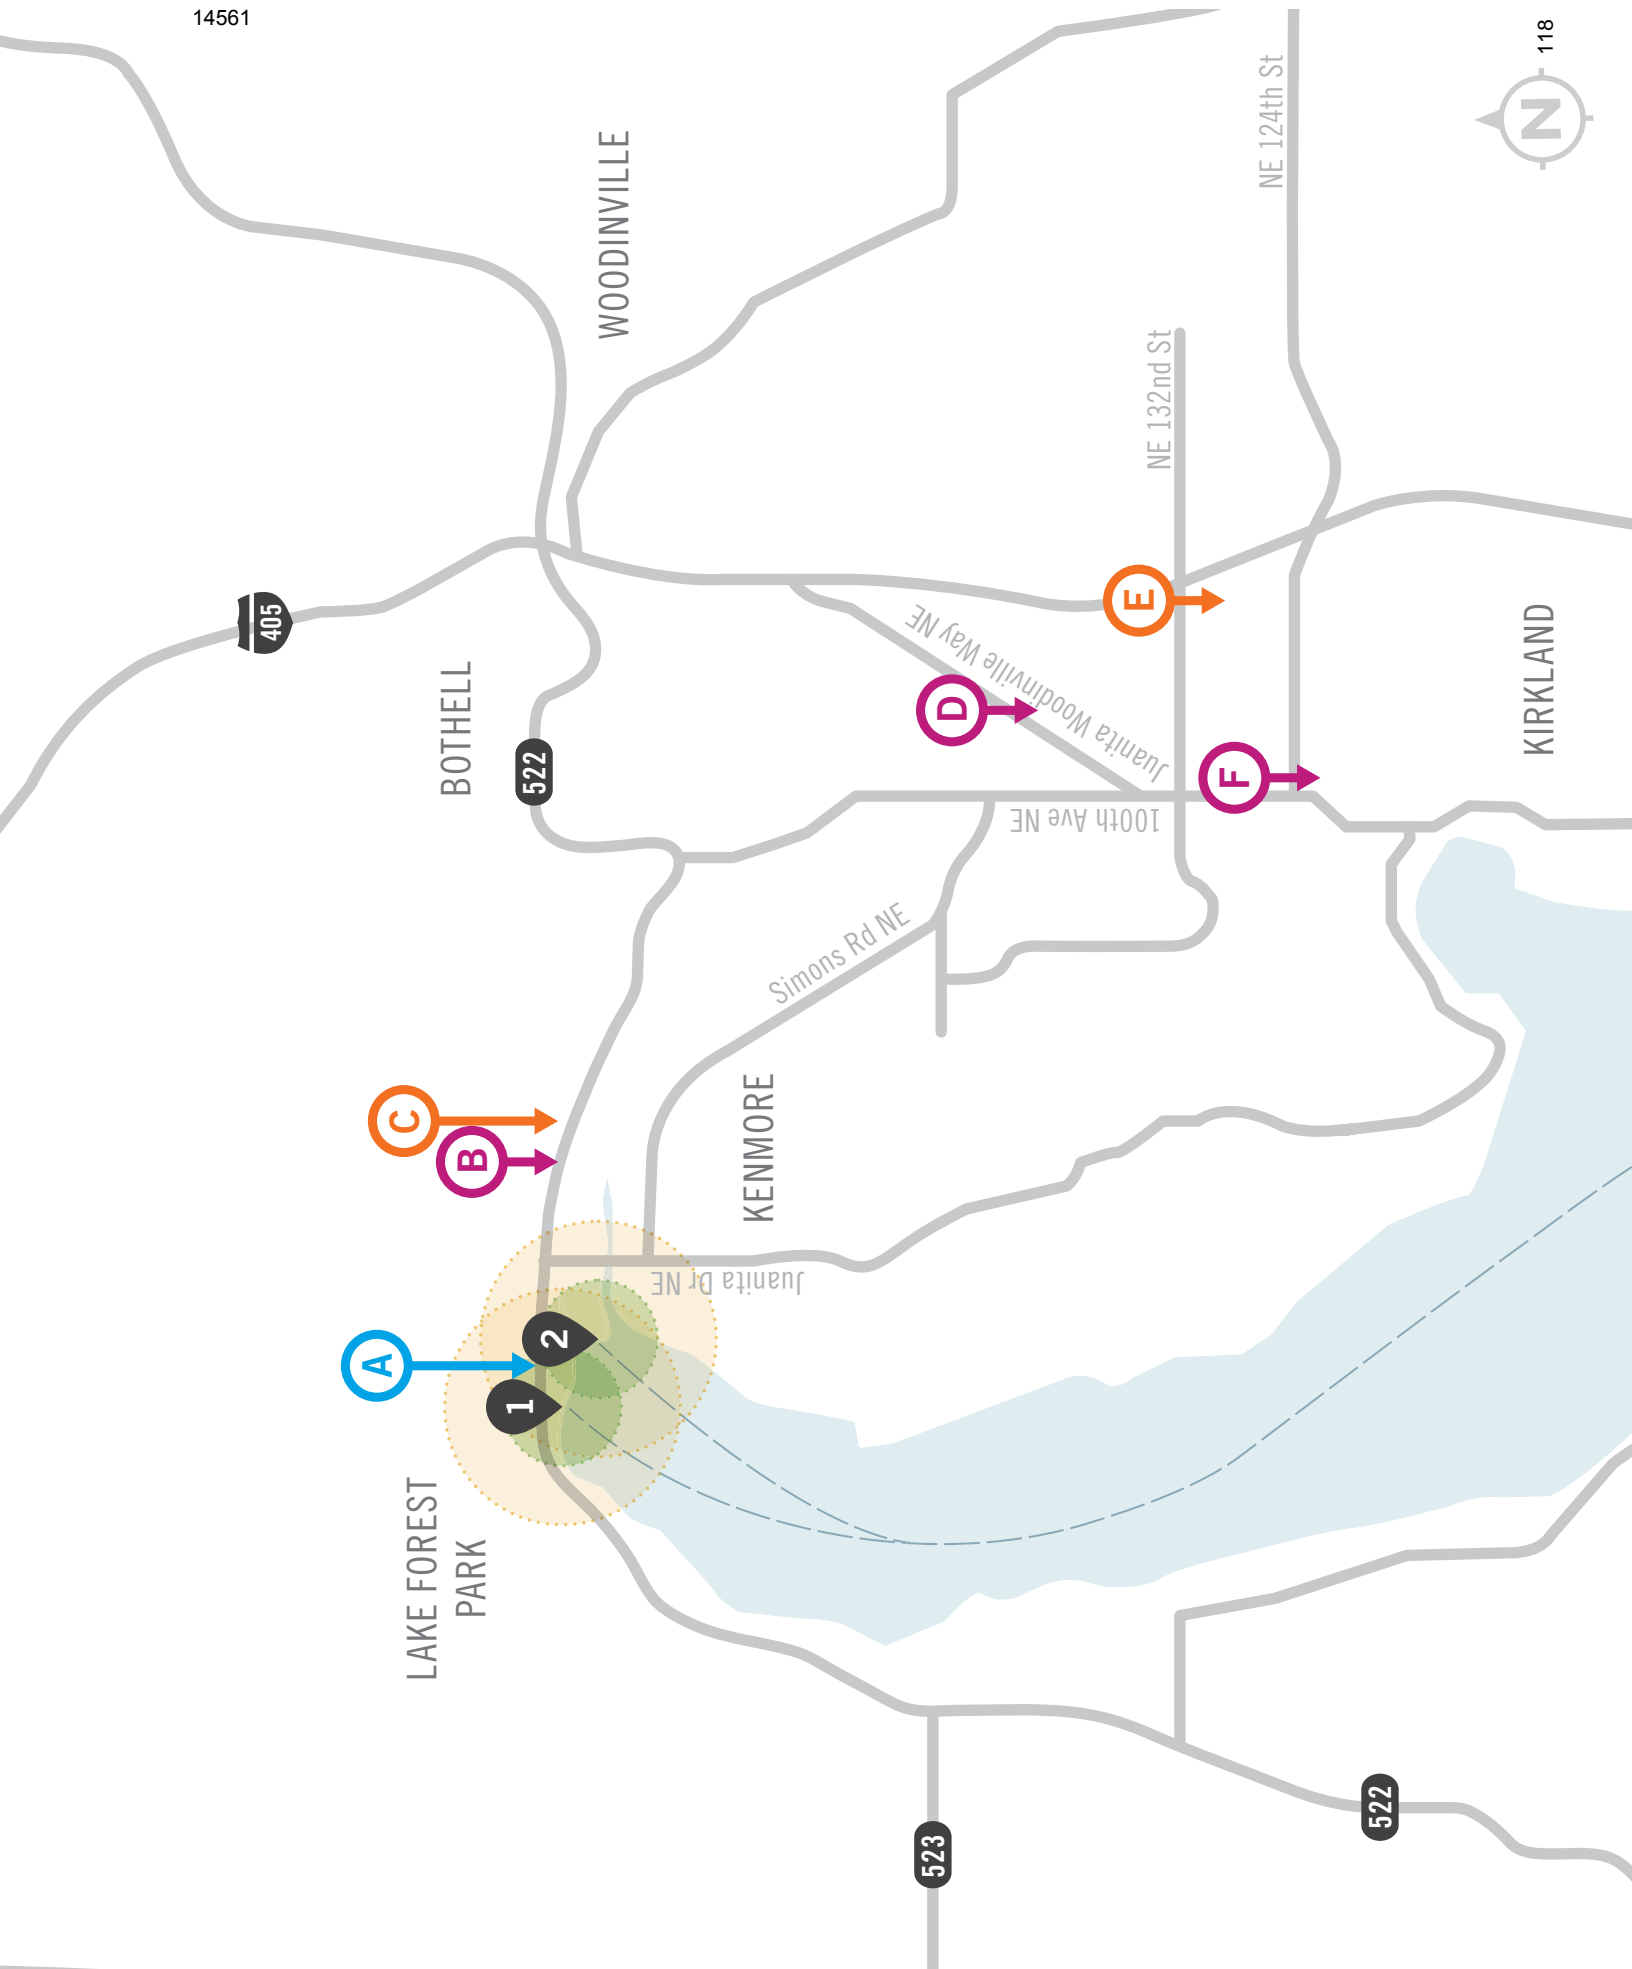 14561
118
N
WOODINVILLE
NE 124th St
NE 132nd St
405
BOTHELL
522
Juanita Woodinville Way NE
E
D
F
KIRKLAND
100th Ave NE
Simons Rd NE
C
B
KENMORE
Juanita Dr NE
A
2
1
LAKE FOREST
PARK
523
522